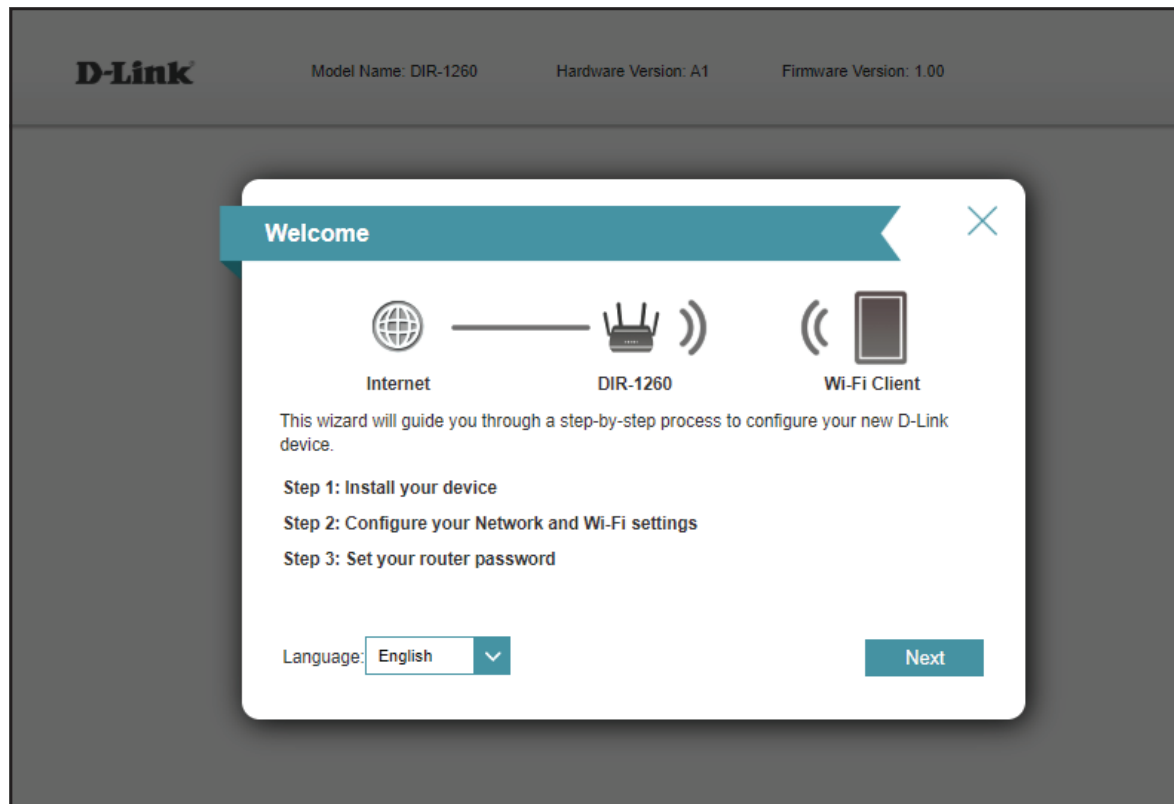 D-Link
Model Name: DIR-1260
Hardware Version: A1
Firmware Version: 1.00
Welcome
Internet
DIR-1260
Wi-Fi Client
This wizard will guide you through a step-by-step process to configure your new D-Link
device.
Step 1: Install your device
Step 2: Configure your Network and Wi-Fi settings
Step 3: Set your router password
Language: English
Next